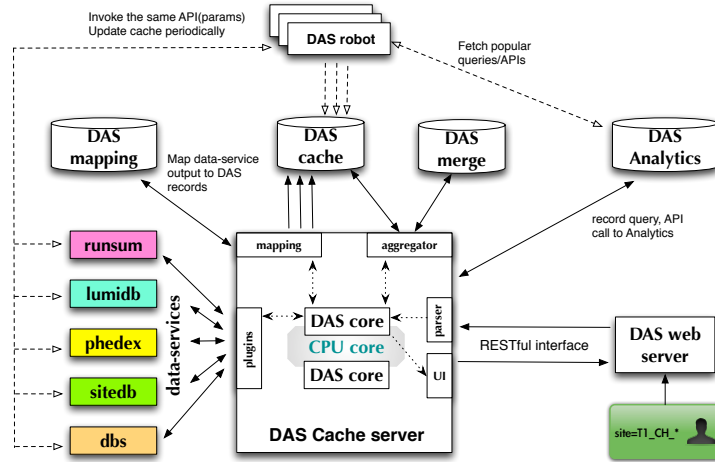 Invoke the same API(params)
Update cache periodically
DAS robot
Fetch popular
queries/APIs
DAS
mapping
DAS
cache
DAS
merge
DAS
Analytics
Map data-service
output to DAS
records
record query, API
call to Analytics
mapping
aggregator
runsum
lumidb
phedex
sitedb
dbs
data-services
plugins
DAS core
CPU core
DAS core
parser
UI
DAS Cache server
RESTful interface
DAS web
server
site=T1_CH_*